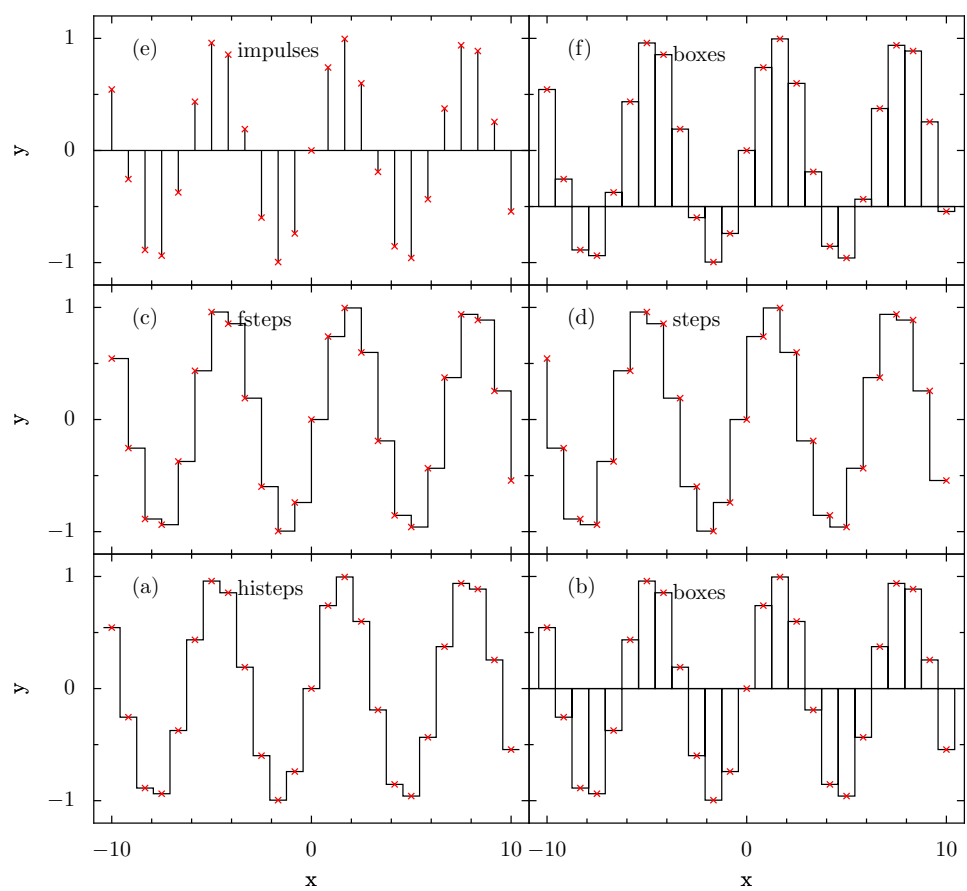 (e) impulses
(f) boxes
1
0
−1
y
(c) fsteps
(d) steps
1
0
−1
y
(a) histeps
(b) boxes
1
0
−1
y
−10 0 10 −10 0 10
x x